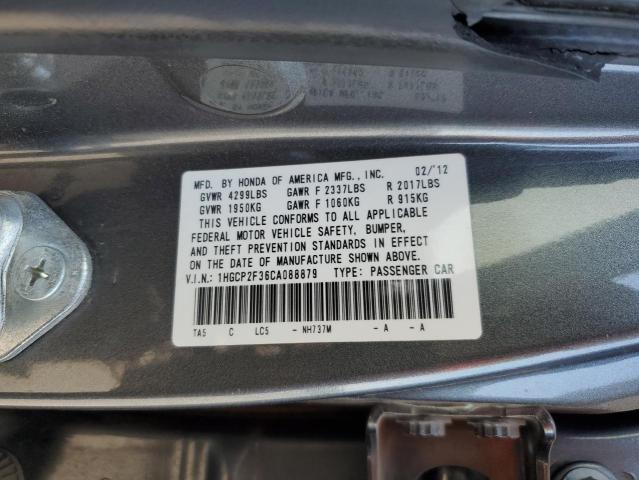 MFD. BY HONDA OF AMERICA MFG., INC. 02/'12
GVWR 4299LBS GAWR F 2337LBS R 2017LBS
GVWR 1950KG GAWR F 1060KG R 915KG
THIS VEHICLE CONFORMS TO ALL APPLICABLE
FEDERAL MOTOR VEHICLE SAFETY, BUMPER,
AND THEFT PREVENTION STANDARDS IN EFFECT
ON THE DATE OF MANUFACTURE SHOWN ABOVE.
V.I.N.: 1HGCP2F36CA088879 TYPE: PASSENGER CAR
TA5 C LC5 - NH737M - A - A